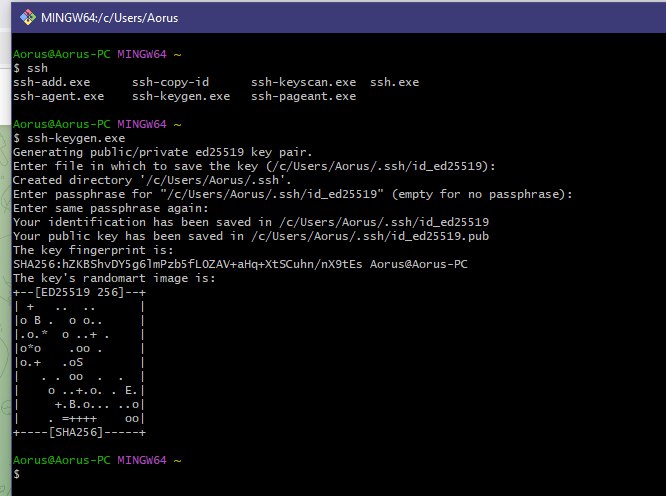 MINGW64:/c/Users/Aorus
Aorus@Aorus-PC MINGW64 ~
$ ssh
ssh-add.exe      ssh-copy-id      ssh-keyscan.exe  ssh.exe
ssh-agent.exe    ssh-keygen.exe   ssh-pageant.exe
Aorus@Aorus-PC MINGW64 ~
$ ssh-keygen.exe
Generating public/private ed25519 key pair.
Enter file in which to save the key (/c/Users/Aorus/.ssh/id_ed25519):
Created directory '/c/Users/Aorus/.ssh'.
Enter passphrase for "/c/Users/Aorus/.ssh/id_ed25519" (empty for no passphrase):
Enter same passphrase again:
Your identification has been saved in /c/Users/Aorus/.ssh/id_ed25519
Your public key has been saved in /c/Users/Aorus/.ssh/id_ed25519.pub
The key fingerprint is:
SHA256:hZKBShvDY5g6lmPzb5fLOZAV+aHq+XtSCuhn/nX9tEs Aorus@Aorus-PC
The key's randomart image is:
+--[ED25519 256]--+
| +   ..  ..      |
|o B .  o o..     |
|.o.*  o ..+ .    |
|o*o    .oo .     |
|o.+   .oS        |
|   . . oo  .  .  |
|    o ..+.o. . E.|
|     +.B.o... ..o|
|    . =++++    oo|
+----[SHA256]-----+
Aorus@Aorus-PC MINGW64 ~
$